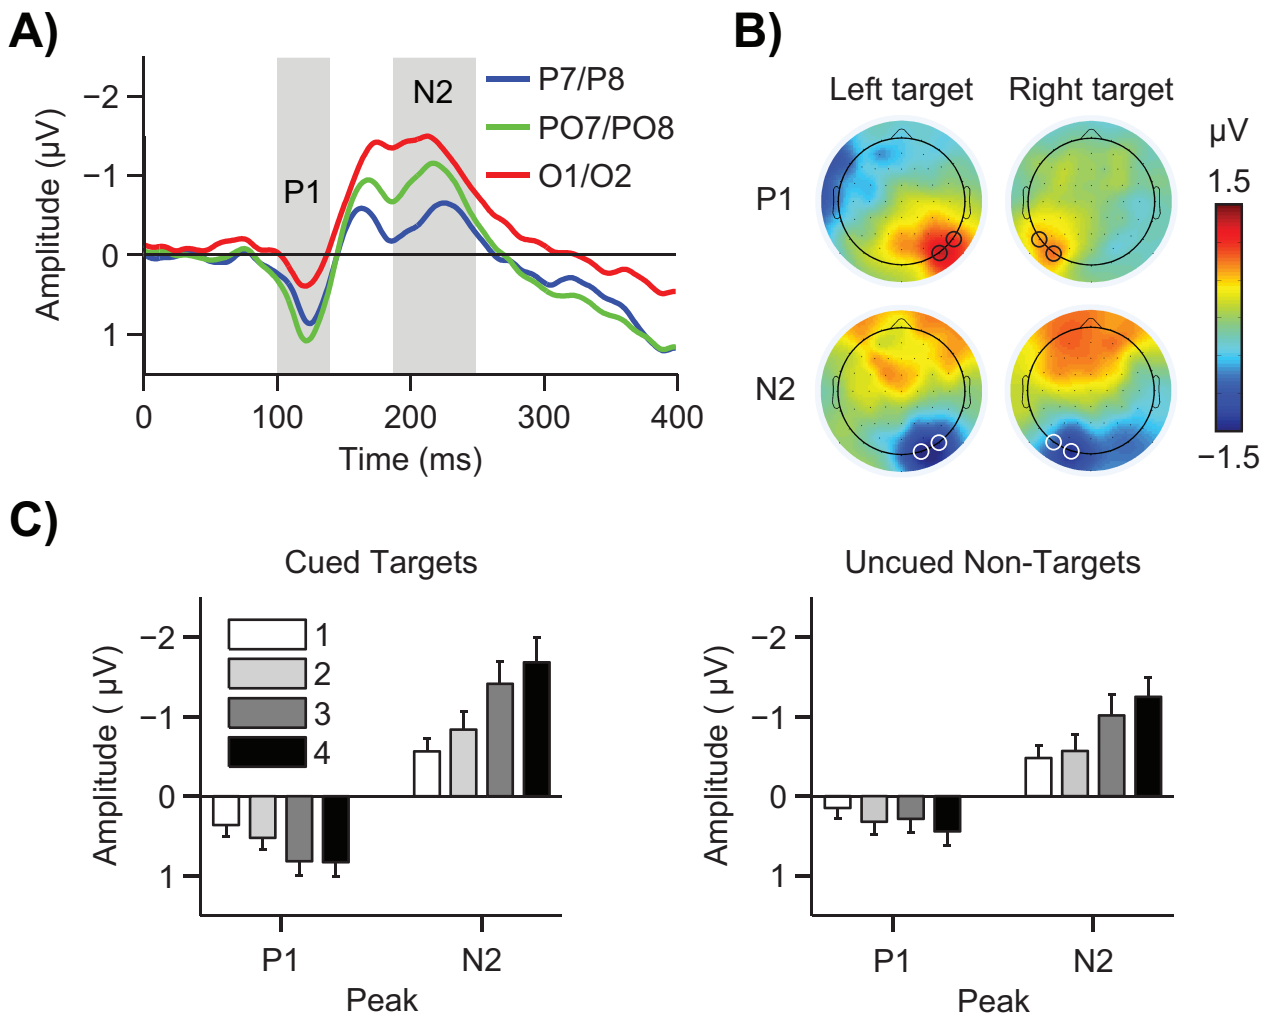 A)
−2
−1
0
1
Amplitude (µV)
P1
N2
P7/P8
PO7/PO8
O1/O2
0
100
200
300
400
Time (ms)
B)
Left target
Right target
P1
N2
µV
1.5
−1.5
C)
Cued Targets
−2
−1
0
1
Amplitude ( µV)
1
2
3
4
P1
N2
Peak
Uncued Non-Targets
−2
−1
0
1
Amplitude ( µV)
P1
N2
Peak